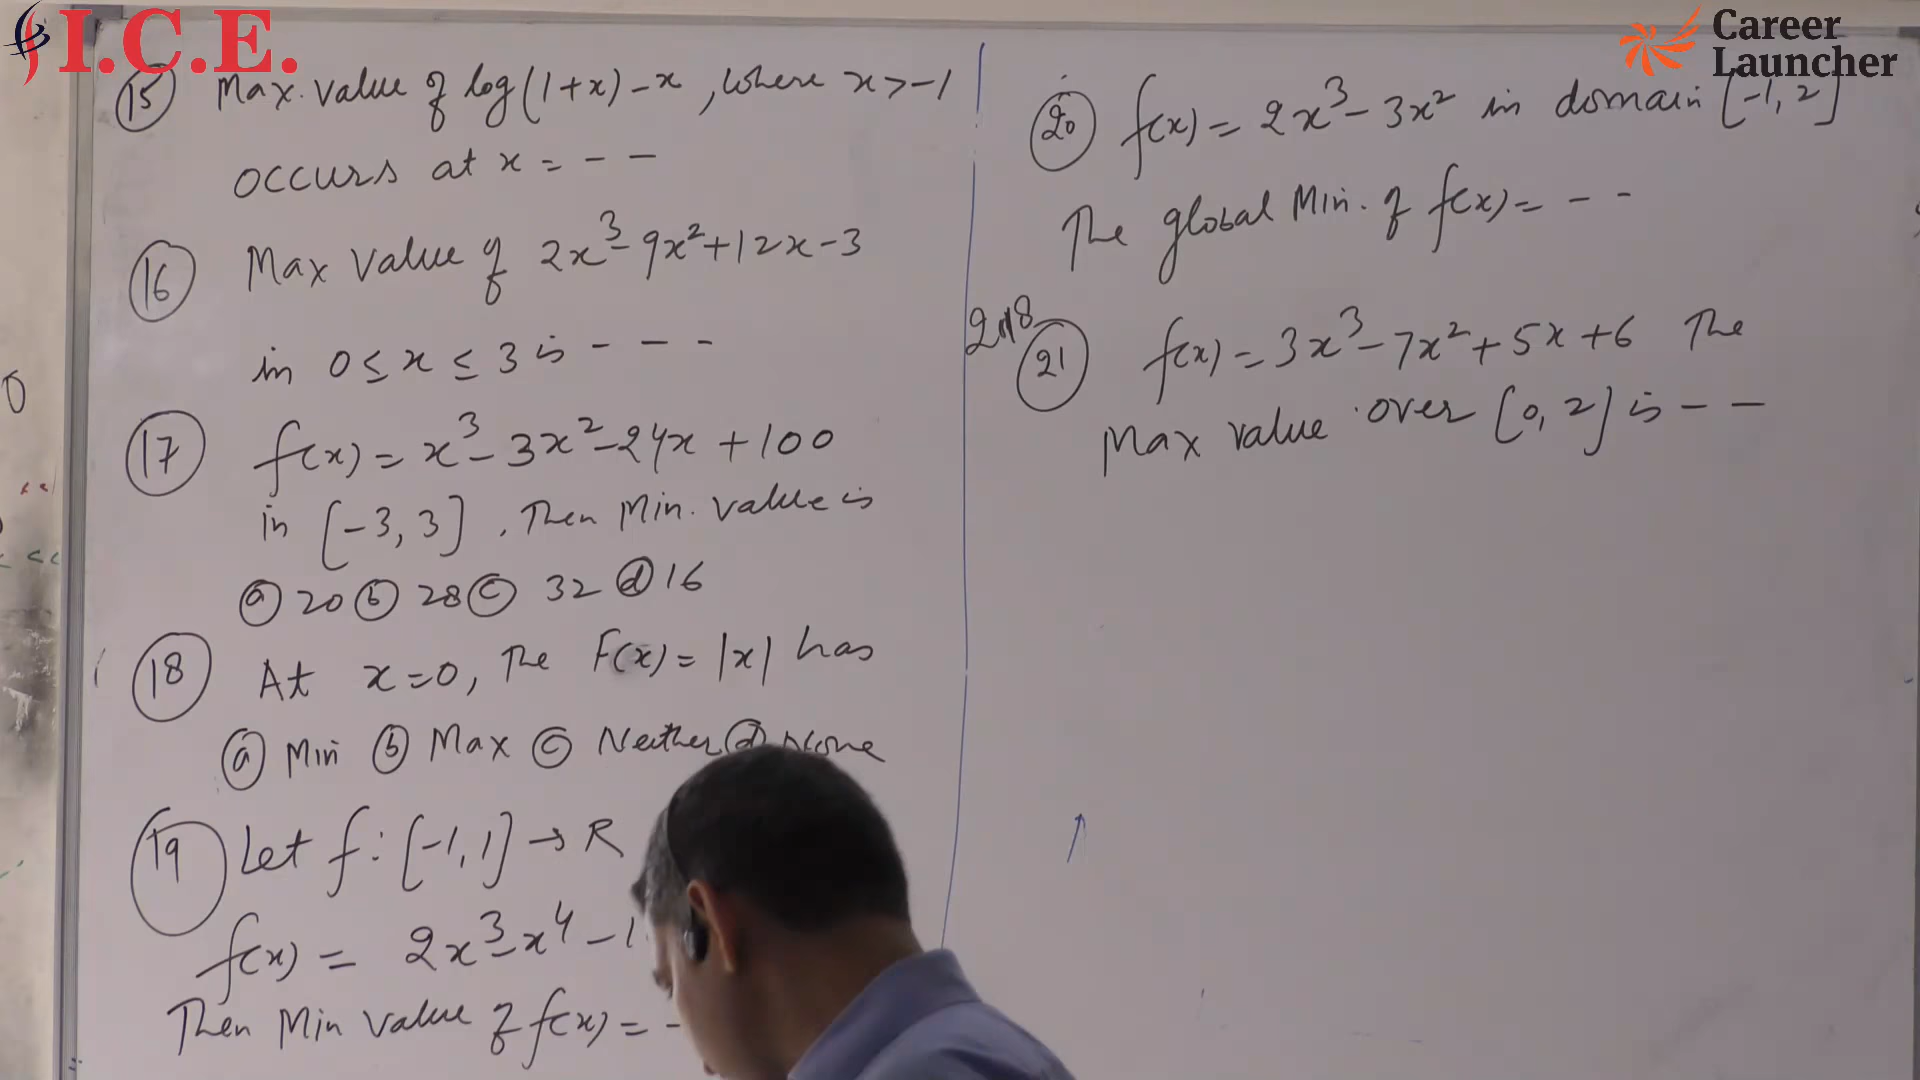 I.C.E.
Career
Launcher
15 Max. value of log(1+x)-x, where x>-1
occurs at x = - -
16 Max value of 2x³-9x²+12x-3
in 0≤x≤3 is - - -
17 f(x) = x³-3x²-24x+100
in [-3,3]. Then Min. value is
a 20 b 28 c 32 d 16
18 At x=0, The F(x)=|x| has
a Min b Max c Neither d None
19 Let f: [-1,1] → R
f(x) = 2x³-x⁴-1
Then Min value of f(x) = -
20 f(x) = 2x³-3x² in domain [-1,2]
The global Min. of f(x) = - -
21 f(x) = 3x³-7x²+5x+6 The
Max value over [0,2] is - -